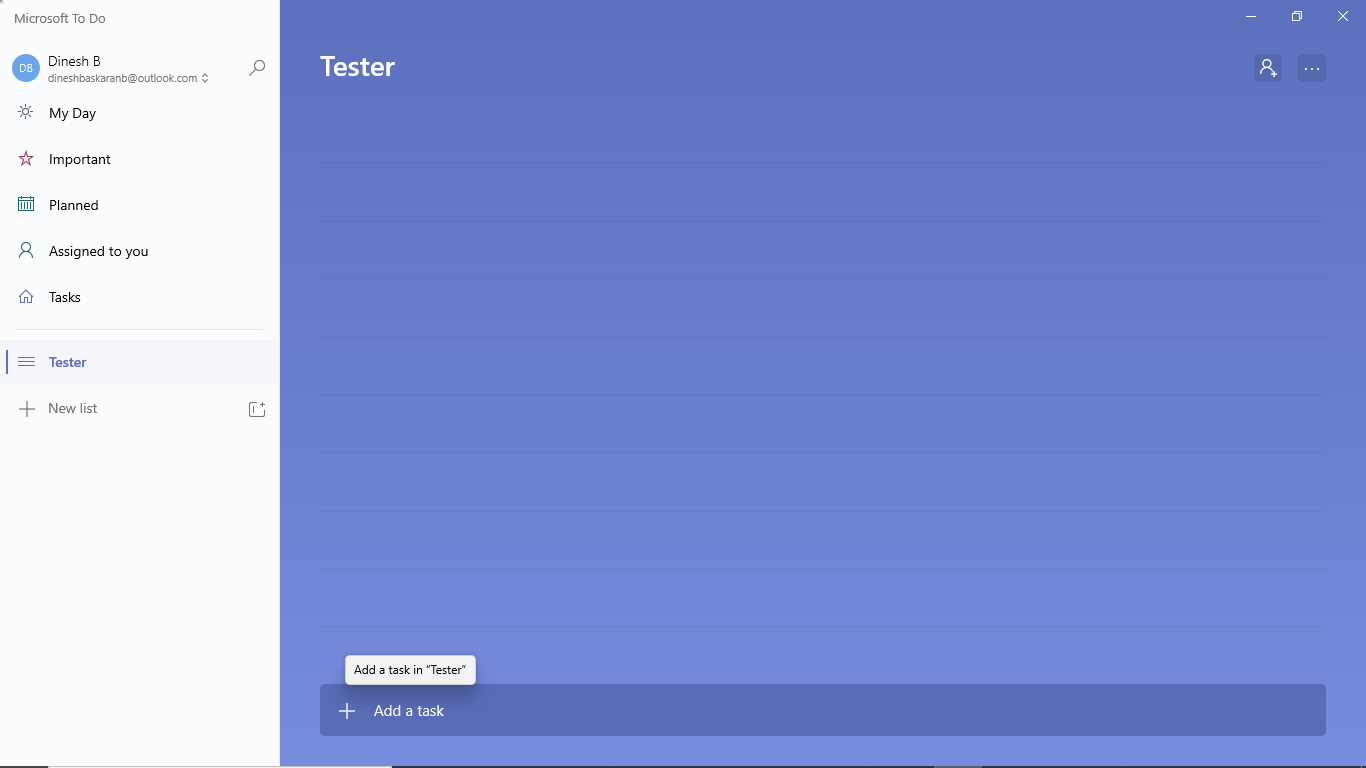 Microsoft To Do
DB
Dinesh B
dineshbaskaranb@outlook.com
My Day
Important
Planned
Assigned to you
Tasks
Tester
New list
Tester
Add a task in “Tester”
Add a task